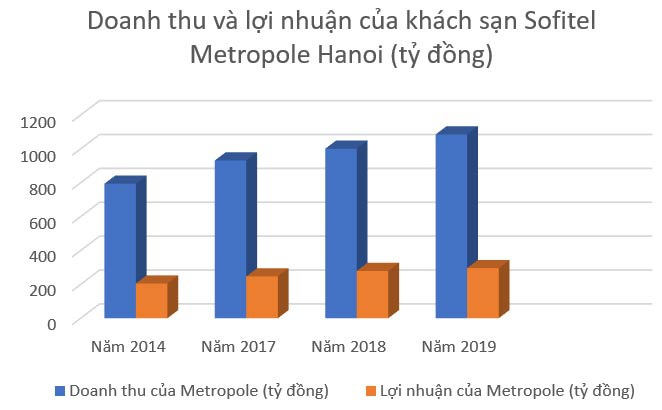 Doanh thu và lợi nhuận của khách sạn Sofitel
Metropole Hanoi (tỷ đồng)
1200
1000
800
600
400
200
0
Năm 2014 Năm 2017 Năm 2018 Năm 2019
Doanh thu của Metropole (tỷ đồng) Lợi nhuận của Metropole (tỷ đồng)